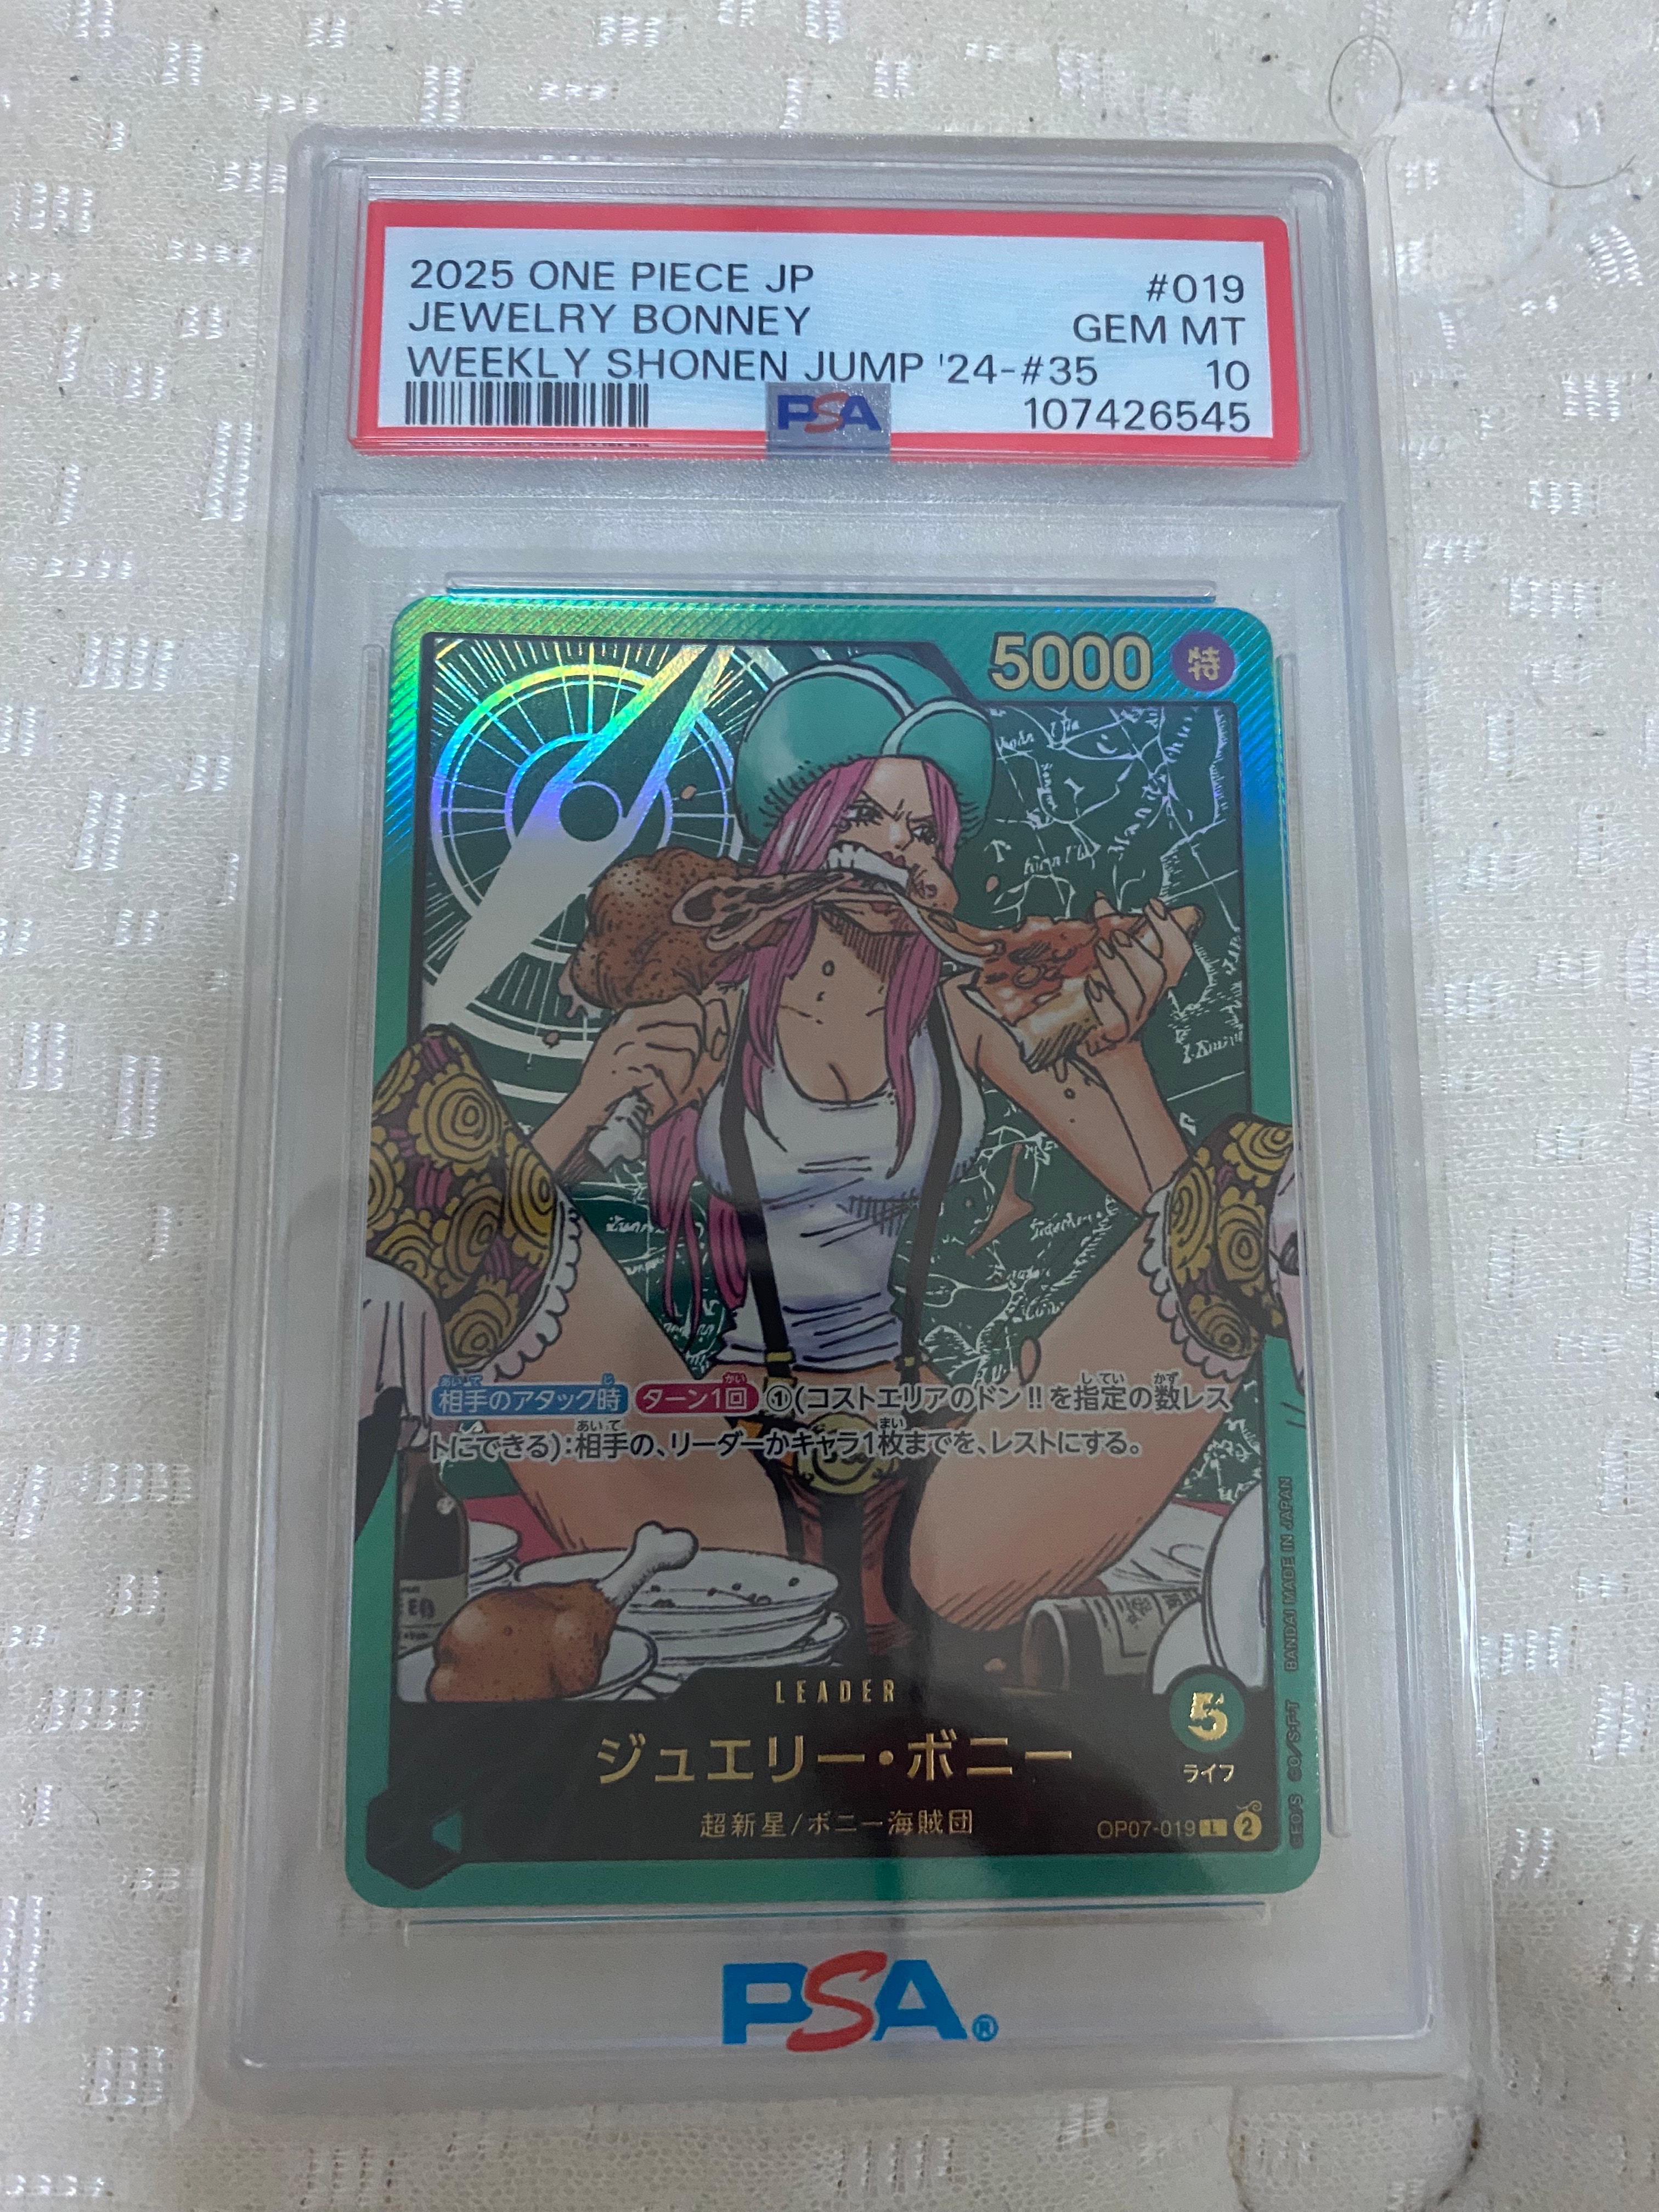 2025 ONE PIECE JP #019
JEWELRY BONNEY GEM MT
WEEKLY SHONEN JUMP '24-#35 10
PSA 107426545
5000 特
相手のアタック時 ターン1回 ①(コストエリアのドン!!を指定の数レス
トにできる):相手の、リーダーかキャラ1枚までを、レストにする。
LEADER
ジュエリー・ボニー
5
ライフ
超新星/ボニー海賊団
OP07-019 L 2
BANDAI MADE IN JAPAN
PSA®